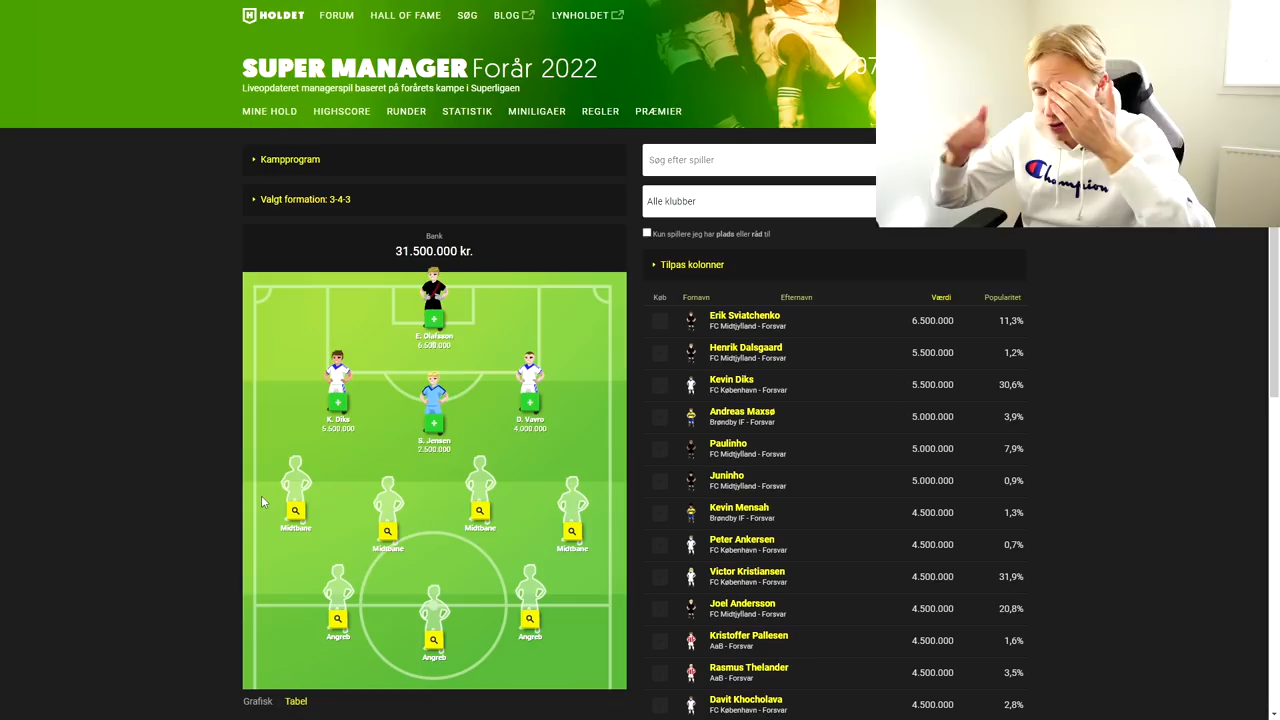 HOLDET
FORUM
HALL OF FAME
SØG
BLOG
LYNHOLDET
SUPER MANAGER Forår 2022
Liveopdateret managerspil baseret på forårets kampe i Superligaen
07
MINE HOLD
HIGHSCORE
RUNDER
STATISTIK
MINILIGAER
REGLER
PRÆMIER
Kampprogram
Valgt formation: 3-4-3
Bank
31.500.000 kr.
E. Olafsson
6.500.000
K. Diks
5.500.000
D. Vavro
4.000.000
S. Jensen
2.500.000
Midtbane
Midtbane
Midtbane
Midtbane
Angreb
Angreb
Angreb
Grafisk
Tabel
Søg efter spiller
Alle klubber
Kun spillere jeg har plads eller råd til
Tilpas kolonner
Køb Fornavn Efternavn Værdi Popularitet
Erik Sviatchenko 6.500.000 11,3%
FC Midtjylland - Forsvar
Henrik Dalsgaard 5.500.000 1,2%
FC Midtjylland - Forsvar
Kevin Diks 5.500.000 30,6%
FC København - Forsvar
Andreas Maxsø 5.000.000 3,9%
Brøndby IF - Forsvar
Paulinho 5.000.000 7,9%
FC Midtjylland - Forsvar
Juninho 5.000.000 0,9%
FC Midtjylland - Forsvar
Kevin Mensah 4.500.000 1,3%
Brøndby IF - Forsvar
Peter Ankersen 4.500.000 0,7%
FC København - Forsvar
Victor Kristiansen 4.500.000 31,9%
FC København - Forsvar
Joel Andersson 4.500.000 20,8%
FC Midtjylland - Forsvar
Kristoffer Pallesen 4.500.000 1,6%
AaB - Forsvar
Rasmus Thelander 4.500.000 3,5%
AaB - Forsvar
Davit Khocholava 4.500.000 2,8%
FC København - Forsvar
Champion